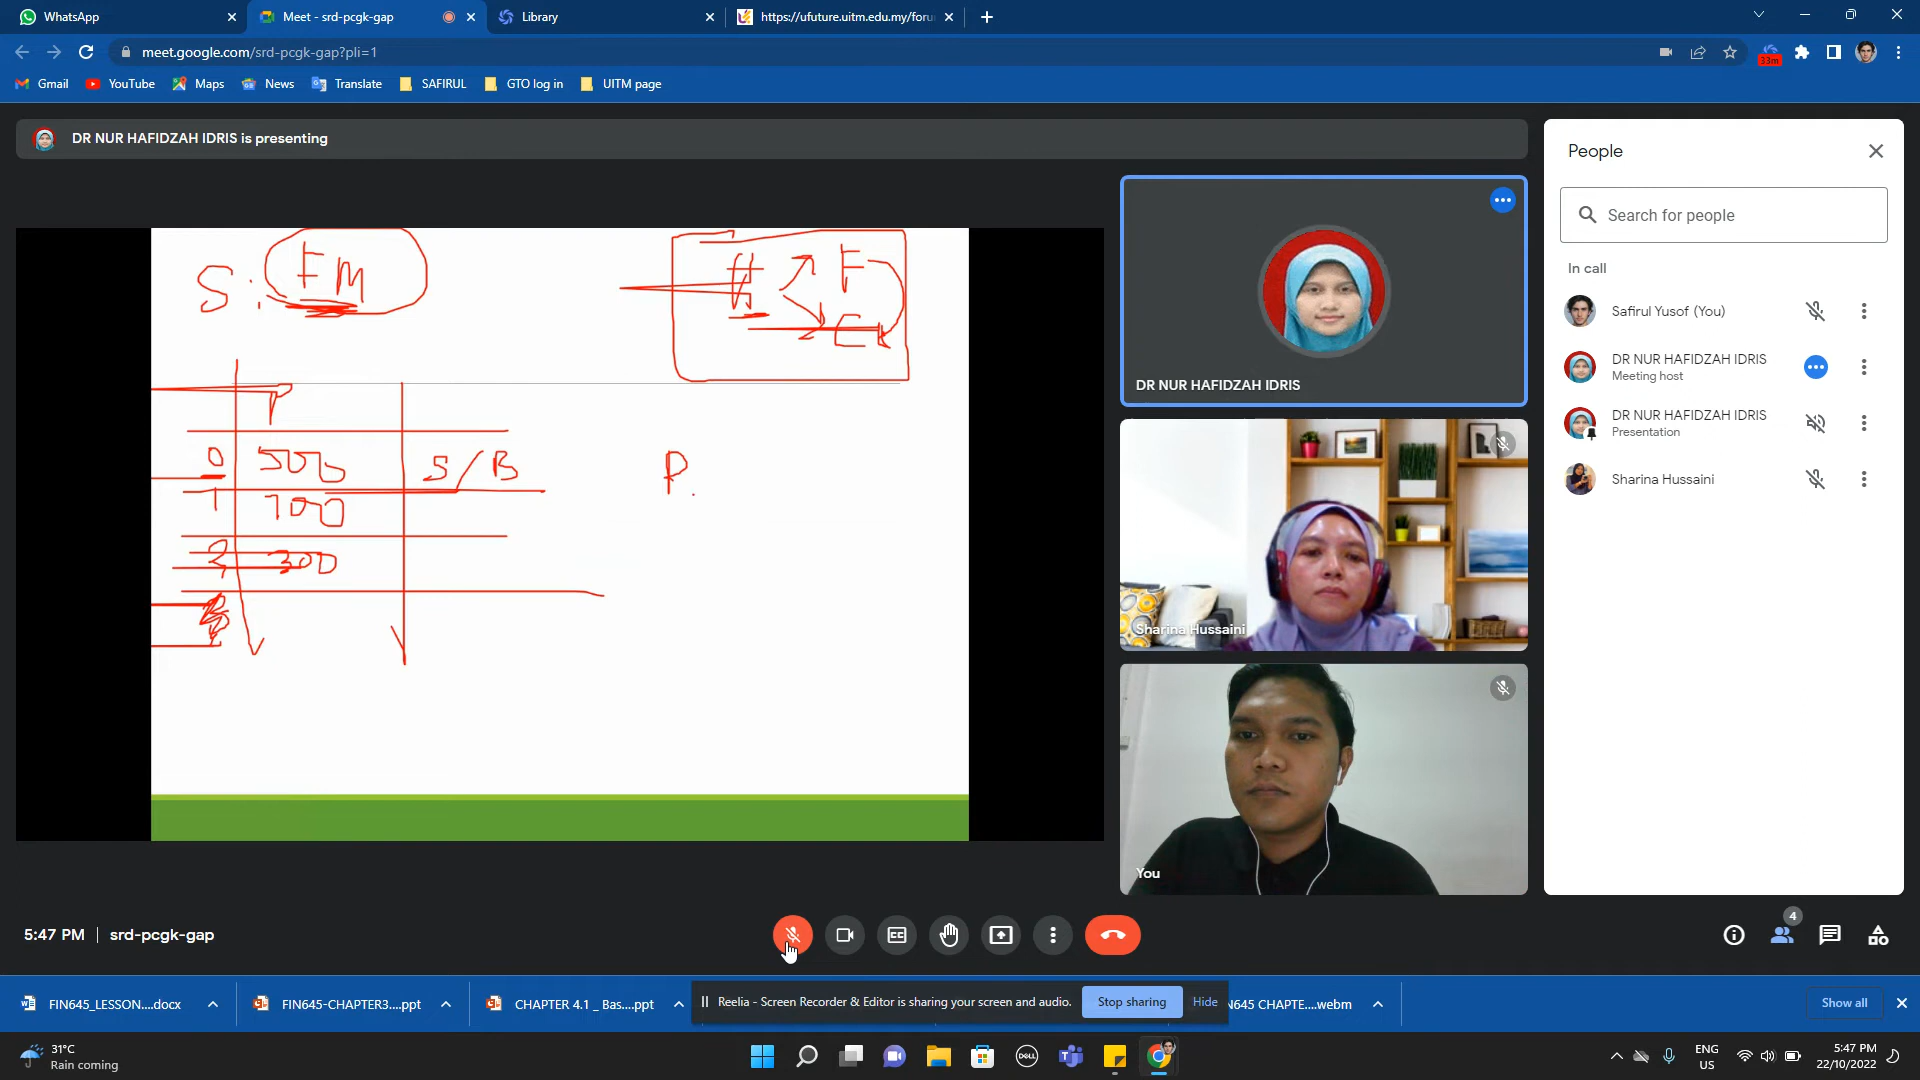 WhatsApp
Meet - srd-pcgk-gap
Library
https://ufuture.uitm.edu.my/foru
meet.google.com/srd-pcgk-gap?pli=1
33m
Gmail
YouTube
Maps
News
Translate
SAFIRUL
GTO log in
UITM page
DR NUR HAFIDZAH IDRIS is presenting
S:
P
0 500 S/B
1 700
2 300
P.
DR NUR HAFIDZAH IDRIS
Sharina Hussaini
You
People
Search for people
In call
Safirul Yusof (You)
DR NUR HAFIDZAH IDRIS
Meeting host
DR NUR HAFIDZAH IDRIS
Presentation
Sharina Hussaini
5:47 PM | srd-pcgk-gap
4
FIN645_LESSON....docx
FIN645-CHAPTER3....ppt
CHAPTER 4.1 _ Bas....ppt
Reelia - Screen Recorder & Editor is sharing your screen and audio.
Stop sharing
Hide
N645 CHAPTE....webm
Show all
31°C
Rain coming
DELL
ENG
US
5:47 PM
22/10/2022